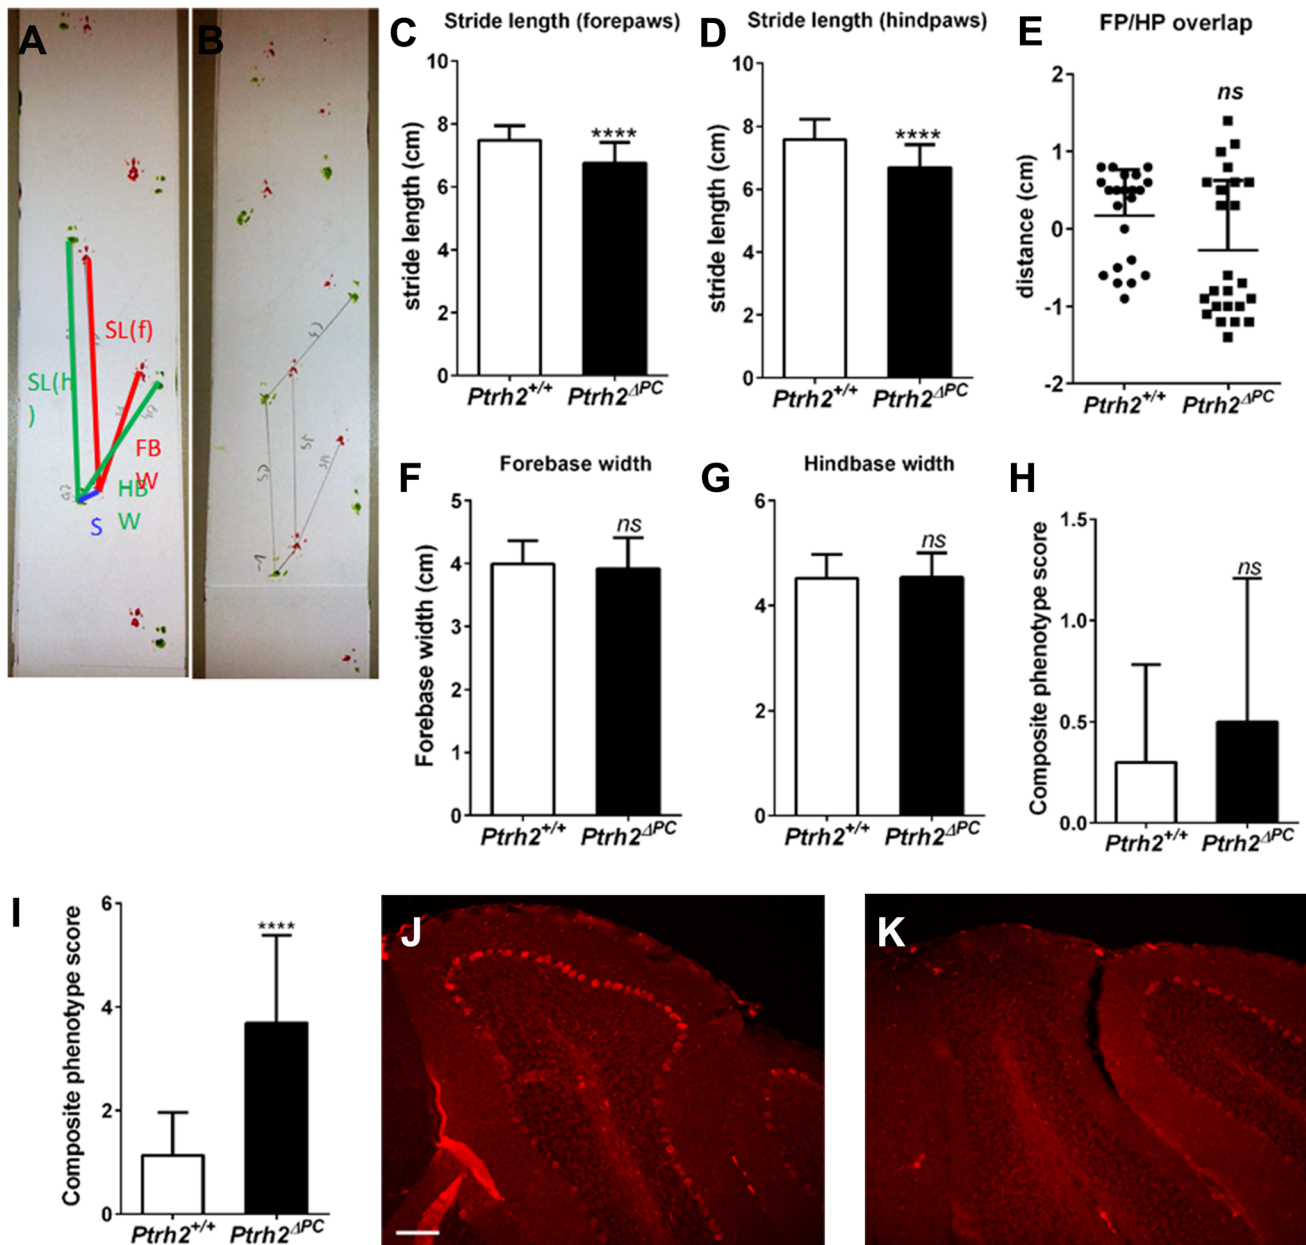 A
B
SL(f)
SL(h
)
FB
W
HB
W
S
C
Stride length (forepaws)
stride length (cm)
10
8
6
4
2
0
****
Ptrh2+/+
Ptrh2ΔPC
D
Stride length (hindpaws)
stride length (cm)
10
8
6
4
2
0
****
Ptrh2+/+
Ptrh2ΔPC
E
FP/HP overlap
distance (cm)
2
1
0
-1
-2
ns
Ptrh2+/+
Ptrh2ΔPC
F
Forebase width
Forebase width (cm)
5
4
3
2
1
0
ns
Ptrh2+/+
Ptrh2ΔPC
G
Hindbase width
6
4
2
0
ns
Ptrh2+/+
Ptrh2ΔPC
H
Composite phenotype score
1.5
1.0
0.5
0.0
ns
Ptrh2+/+
Ptrh2ΔPC
I
Composite phenotype score
6
4
2
0
****
Ptrh2+/+
Ptrh2ΔPC
J
K